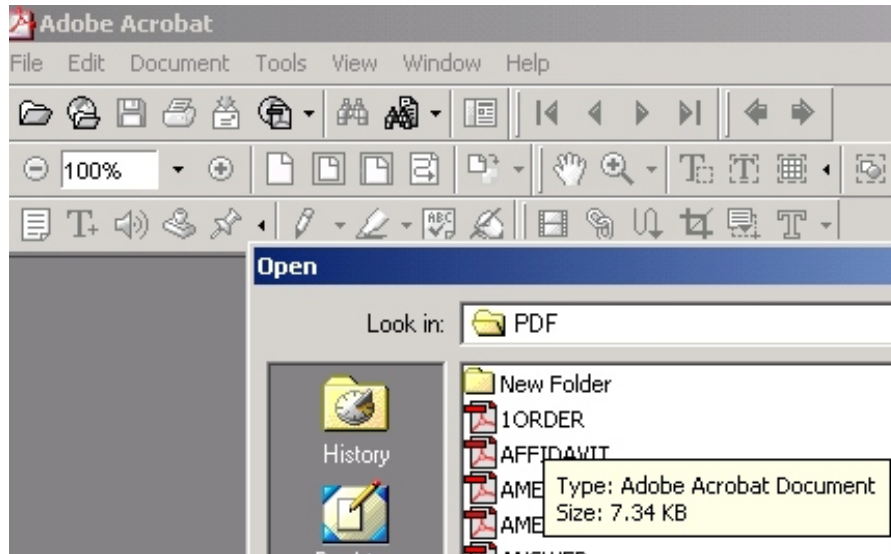 Adobe Acrobat
File Edit Document Tools View Window Help
100%
ABC
Open
Look in: PDF
New Folder
1ORDER
History
AFFIDAVIT
AME
Type: Adobe Acrobat Document
AME
Size: 7.34 KB